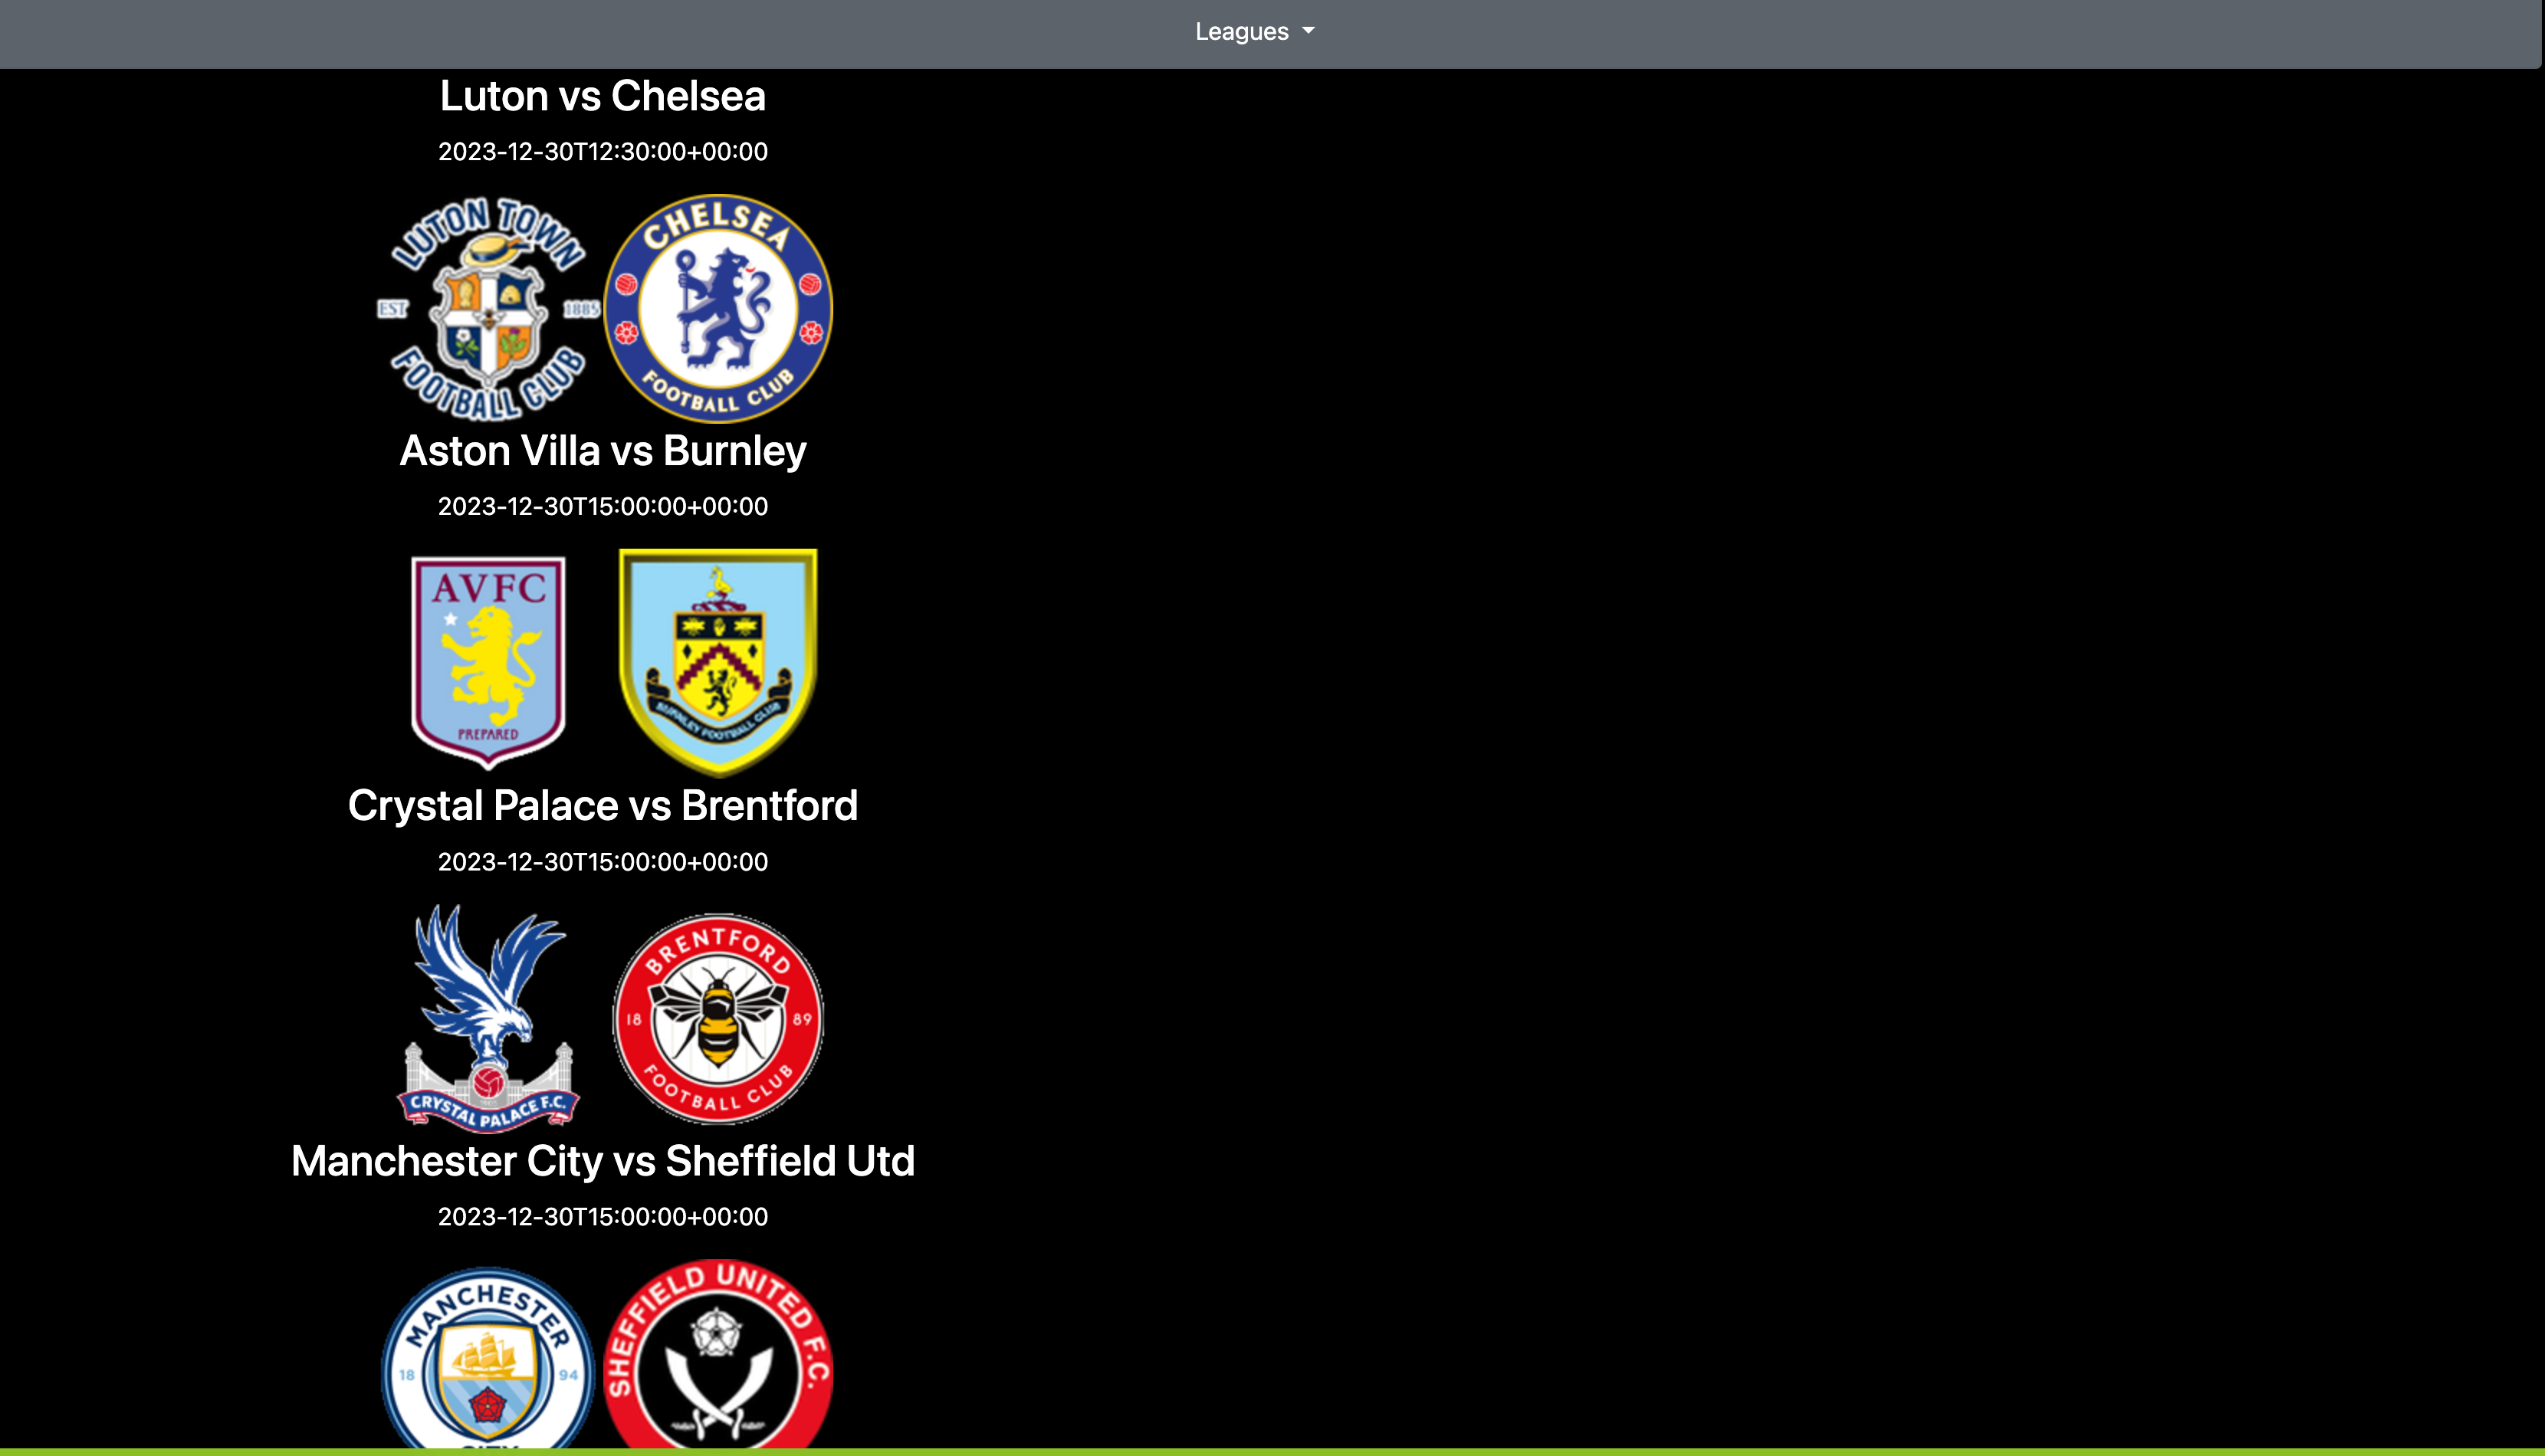 Leagues
Luton vs Chelsea
2023-12-30T12:30:00+00:00
LUTON TOWN
EST 1885
FOOTBALL CLUB
CHELSEA
FOOTBALL CLUB
Aston Villa vs Burnley
2023-12-30T15:00:00+00:00
AVFC
PREPARED
BURNLEY FOOTBALL CLUB
Crystal Palace vs Brentford
2023-12-30T15:00:00+00:00
CRYSTAL PALACE F.C.
BRENTFORD
18 89
FOOTBALL CLUB
Manchester City vs Sheffield Utd
2023-12-30T15:00:00+00:00
MANCHESTER
18 94
CITY
SHEFFIELD UNITED F.C.